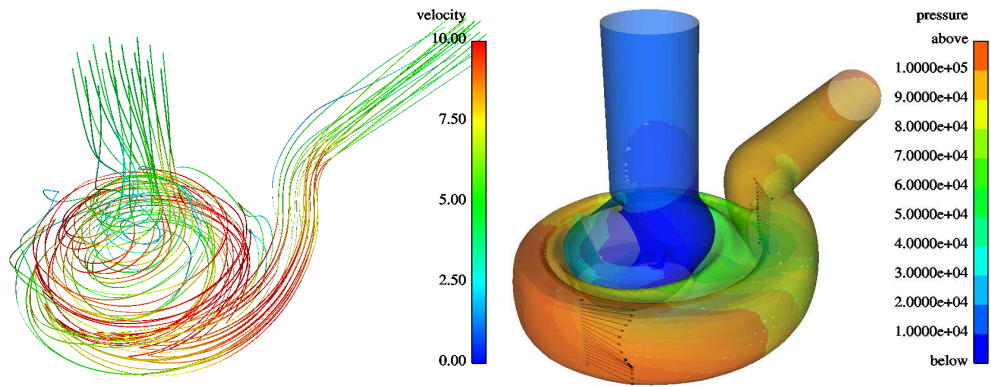 velocity
10.00
7.50
5.00
2.50
0.00
pressure
above
1.0000e+05
9.0000e+04
8.0000e+04
7.0000e+04
6.0000e+04
5.0000e+04
4.0000e+04
3.0000e+04
2.0000e+04
1.0000e+04
below